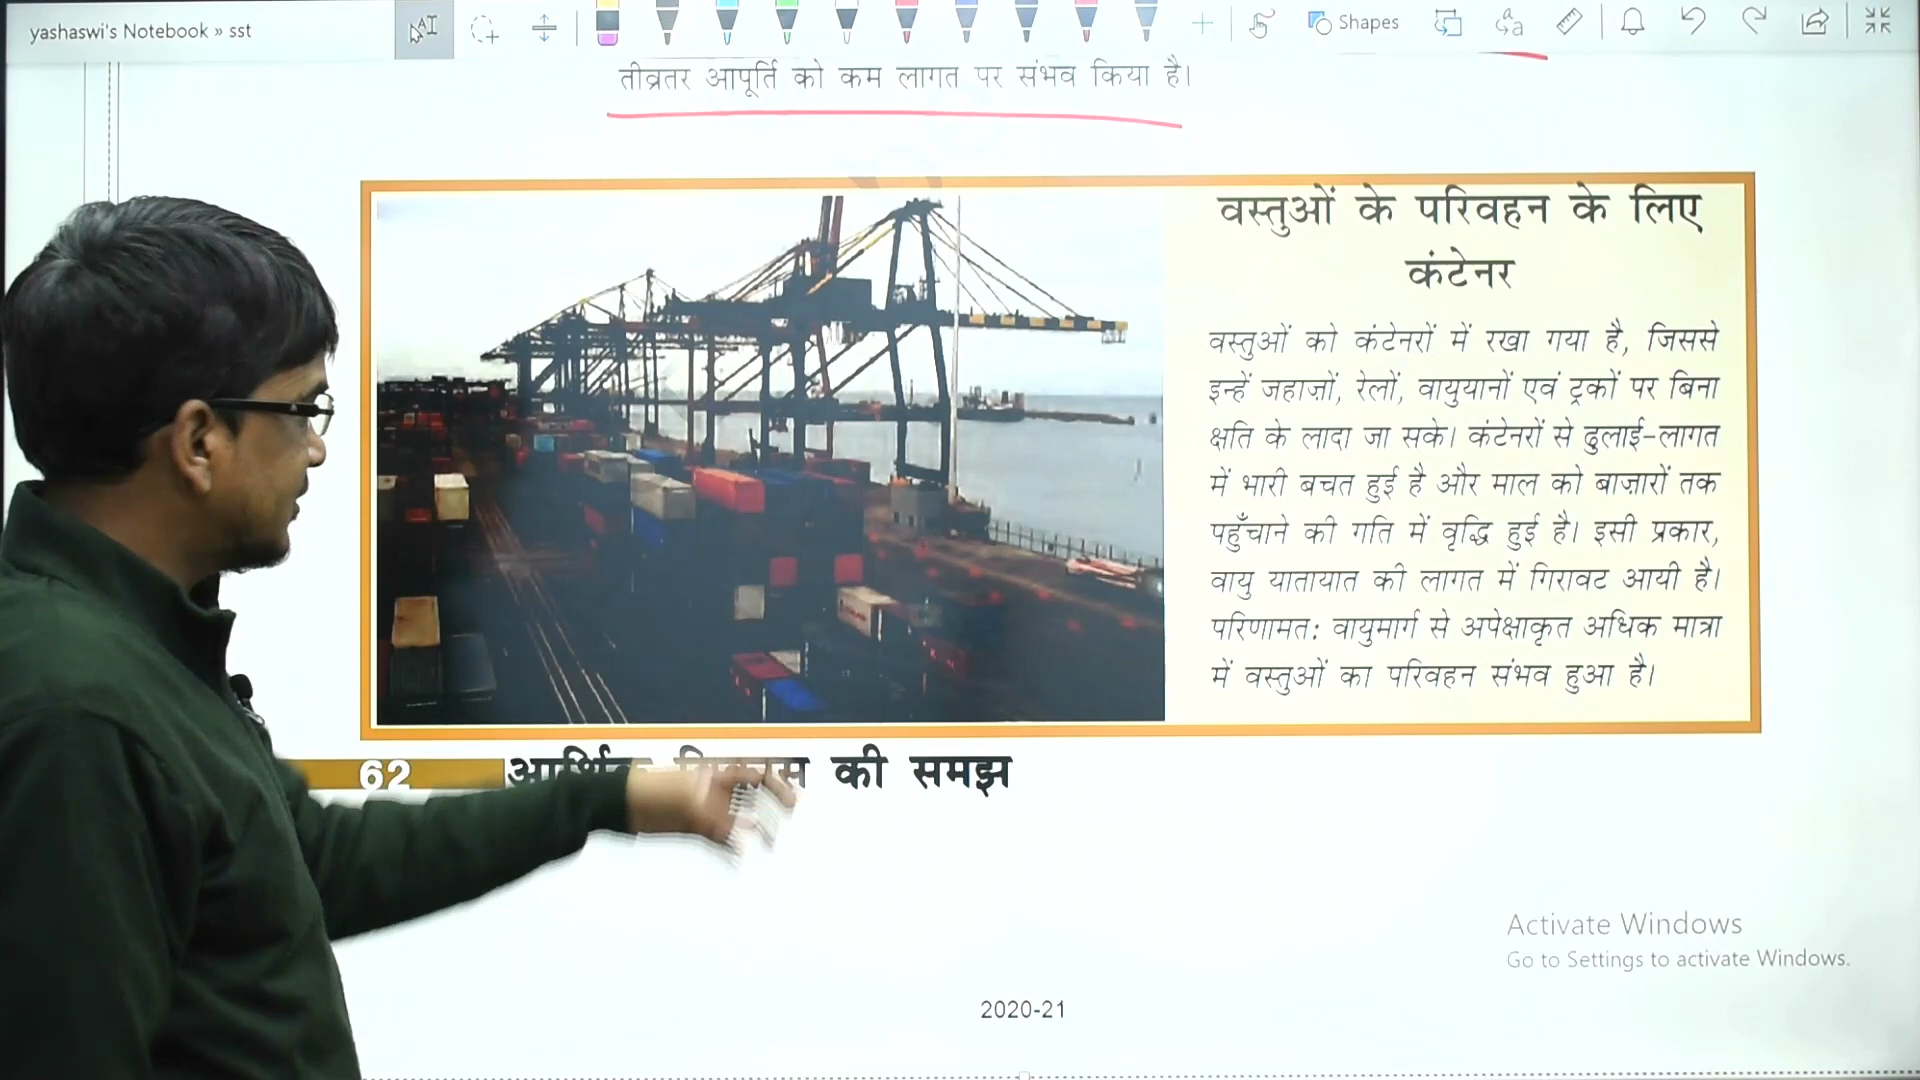 yashaswi's Notebook » sst
Shapes
तीव्रतर आपूर्ति को कम लागत पर संभव किया है।
वस्तुओं के परिवहन के लिए
कंटेनर
वस्तुओं को कंटेनरों में रखा गया है, जिससे
इन्हें जहाज़ों, रेलों, वायुयानों एवं ट्रकों पर बिना
क्षति के लादा जा सके। कंटेनरों से ढुलाई-लागत
में भारी बचत हुई है और माल को बाज़ारों तक
पहुँचाने की गति में वृद्धि हुई है। इसी प्रकार,
वायु यातायात की लागत में गिरावट आयी है।
परिणामत: वायुमार्ग से अपेक्षाकृत अधिक मात्रा
में वस्तुओं का परिवहन संभव हुआ है।
62 की समझ
Activate Windows
Go to Settings to activate Windows.
2020-21